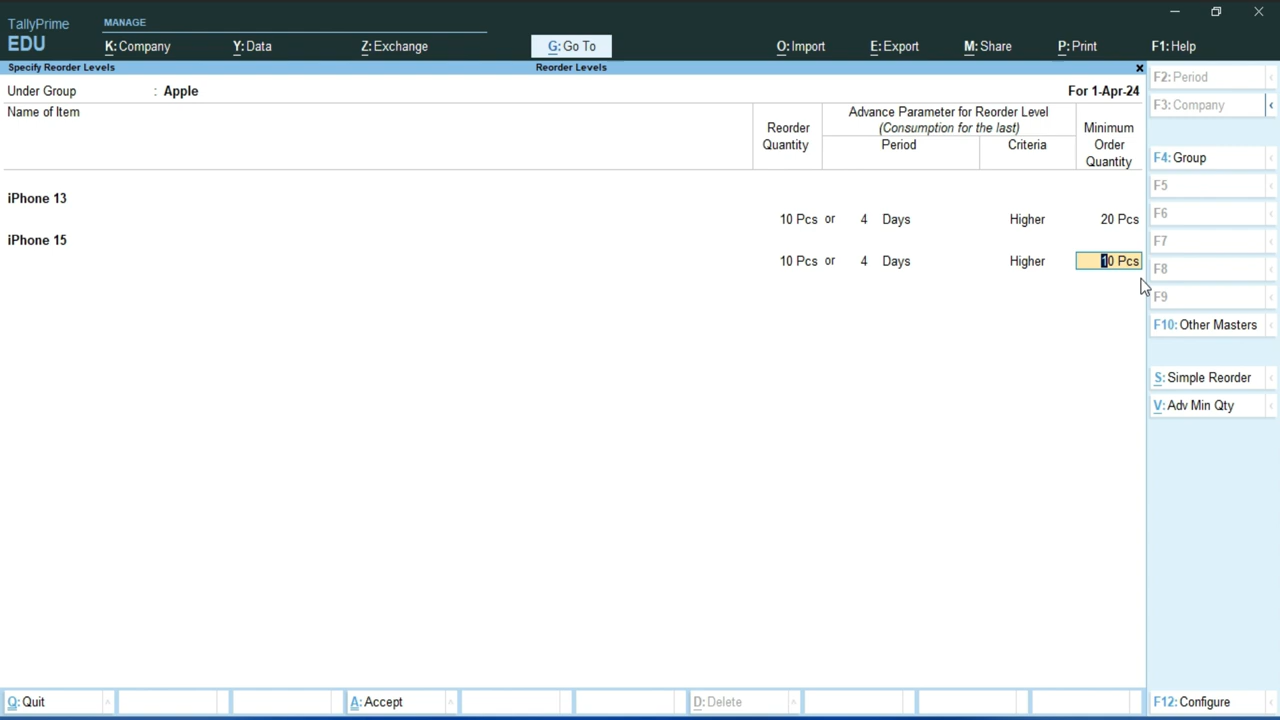 TallyPrime
EDU
MANAGE
K: Company
Y: Data
Z: Exchange
G: Go To
O: Import
E: Export
M: Share
P: Print
F1: Help
Specify Reorder Levels
Reorder Levels
Under Group : Apple
For 1-Apr-24
Name of Item
Reorder Quantity
Advance Parameter for Reorder Level
(Consumption for the last)
Period
Criteria
Minimum Order Quantity
iPhone 13
10 Pcs or 4 Days Higher 20 Pcs
iPhone 15
10 Pcs or 4 Days Higher 10 Pcs
F2: Period
F3: Company
F4: Group
F5
F6
F7
F8
F9
F10: Other Masters
S: Simple Reorder
V: Adv Min Qty
Q: Quit
A: Accept
D: Delete
F12: Configure